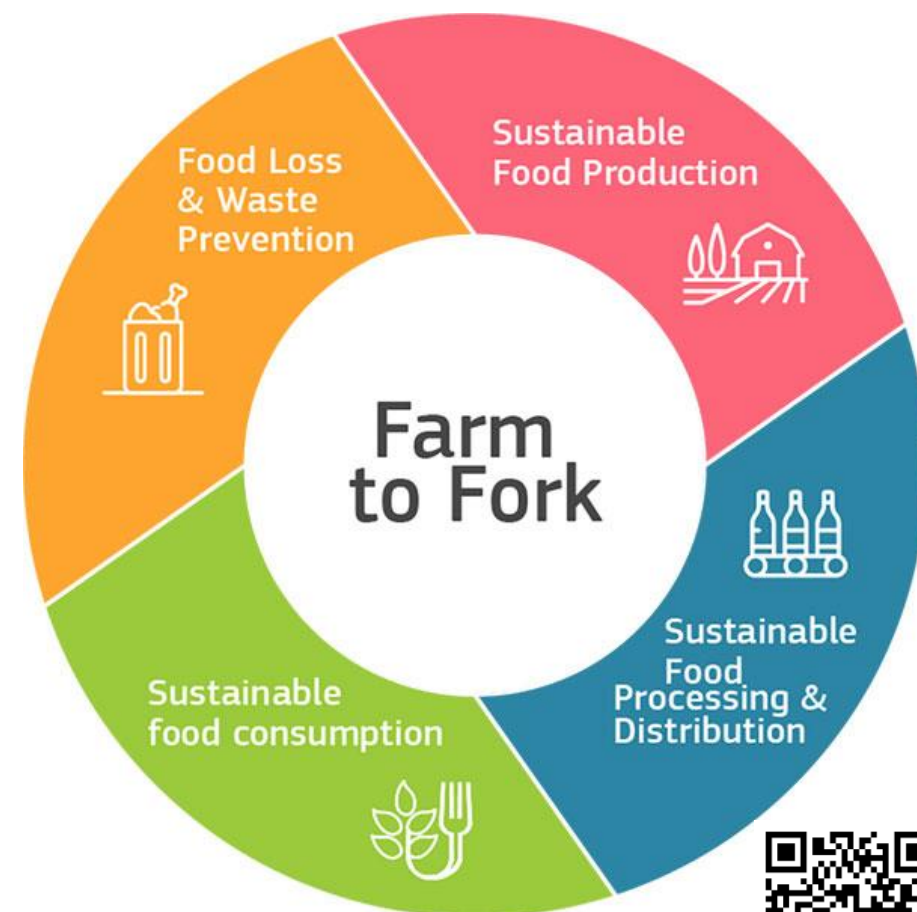 Sustainable
Food Production
Food Loss
& Waste
Prevention
Farm
to Fork
Sustainable
Food
Processing &
Distribution
Sustainable
food consumption